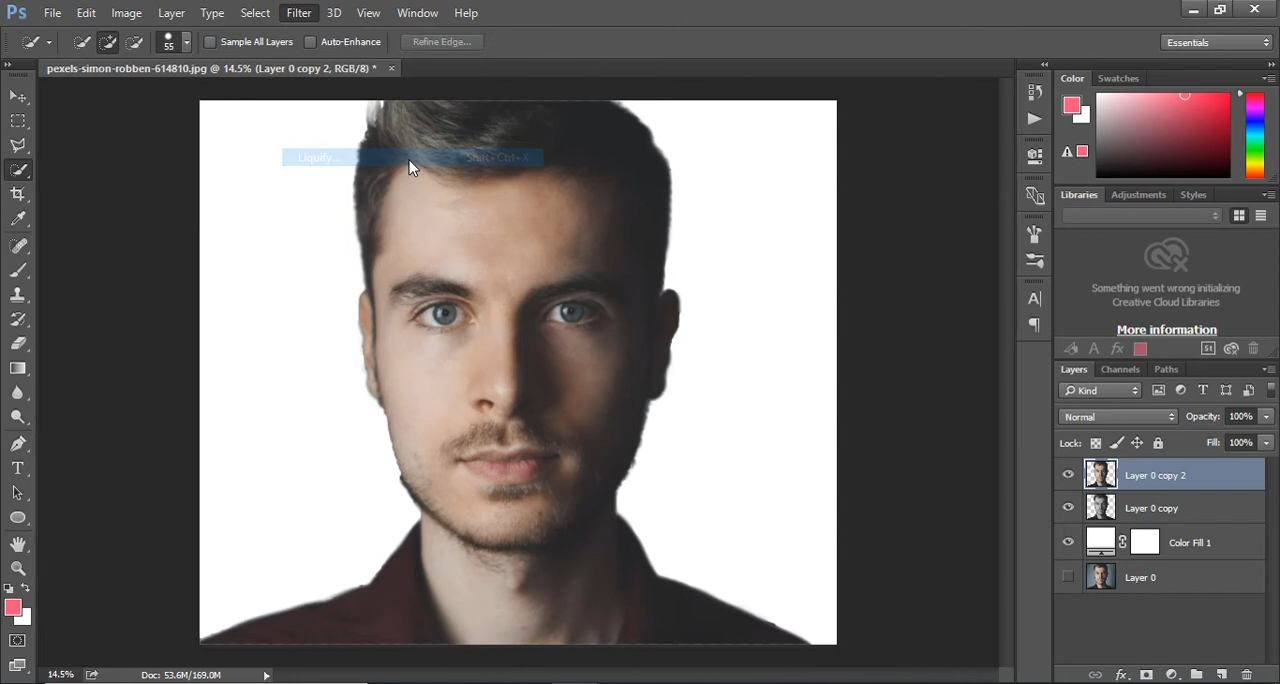 Ps File Edit Image Layer Type Select Filter 3D View Window Help
55 Sample All Layers Auto-Enhance Refine Edge... Essentials
pexels-simon-robben-614810.jpg @ 14.5% (Layer 0 copy 2, RGB/8) * ×
Color Swatches
Liquify... Shift+Ctrl+X
Libraries Adjustments Styles
Something went wrong initializing
Creative Cloud Libraries
More information
A fx St
Layers Channels Paths
Kind
Normal Opacity: 100%
Lock: Fill: 100%
Layer 0 copy 2
Layer 0 copy
Color Fill 1
Layer 0
14.5% Doc: 53.6M/169.0M
fx